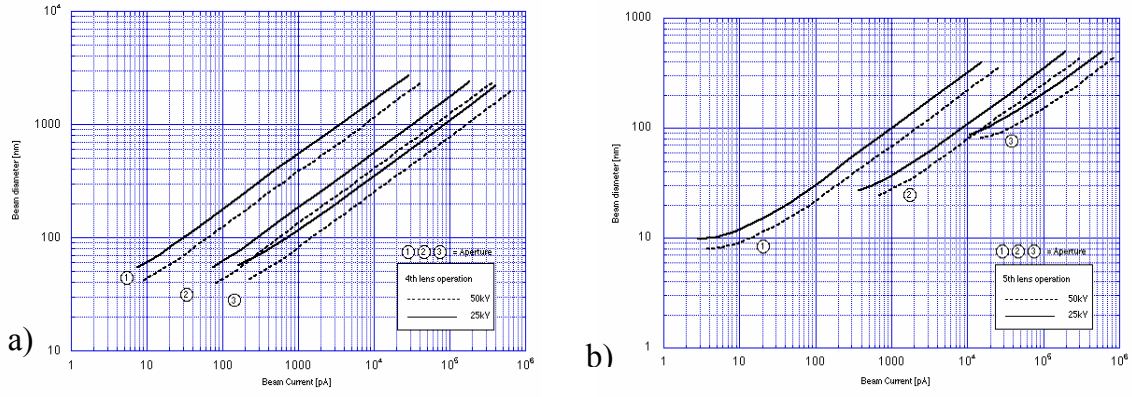 10⁴
1000
100
10
Beam diameter [nm]
1
10
100
1000
10⁴
10⁵
10⁶
Beam Current [pA]
1
2
3
1 2 3 = Aperture
4th lens operation
50kV
25kV
a)
1000
100
10
1
Beam diameter [nm]
1
10
100
1000
10⁴
10⁵
10⁶
Beam Current [pA]
1
2
3
1 2 3 = Aperture
5th lens operation
50kV
25kV
b)